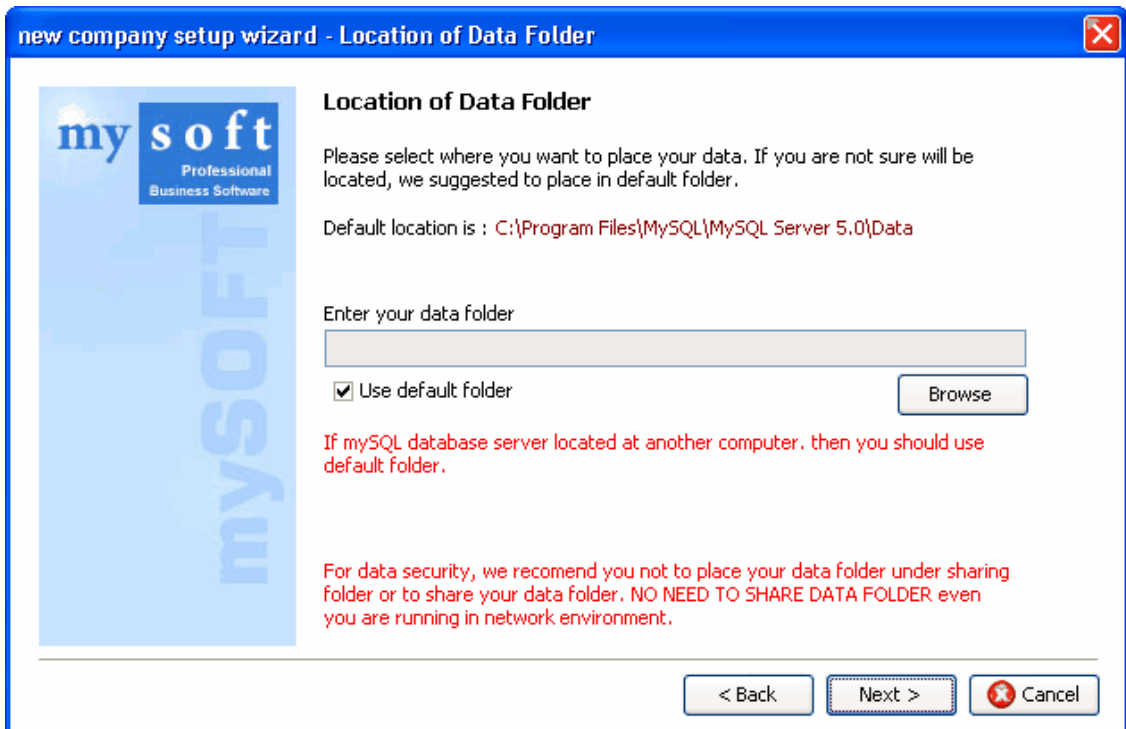 new company setup wizard - Location of Data Folder
my soft
Professional
Business Software
mySOFT
Location of Data Folder
Please select where you want to place your data. If you are not sure will be
located, we suggested to place in default folder.
Default location is : C:\Program Files\MySQL\MySQL Server 5.0\Data
Enter your data folder
Use default folder
Browse
If mySQL database server located at another computer. then you should use
default folder.
For data security, we recomend you not to place your data folder under sharing
folder or to share your data folder. NO NEED TO SHARE DATA FOLDER even
you are running in network environment.
< Back
Next >
Cancel